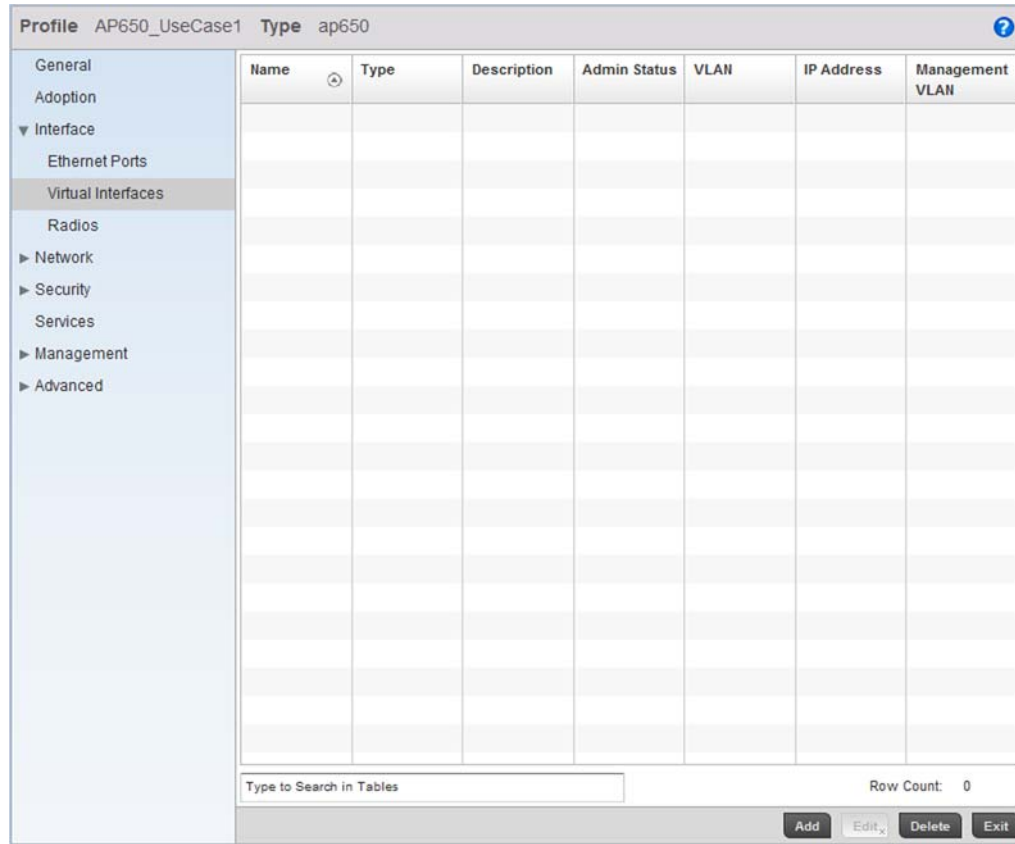 Profile AP650_UseCase1 Type ap650
General
Adoption
Interface
Ethernet Ports
Virtual Interfaces
Radios
Network
Security
Services
Management
Advanced
Name Type Description Admin Status VLAN IP Address Management VLAN
Type to Search in Tables
Row Count: 0
Add Edit Delete Exit